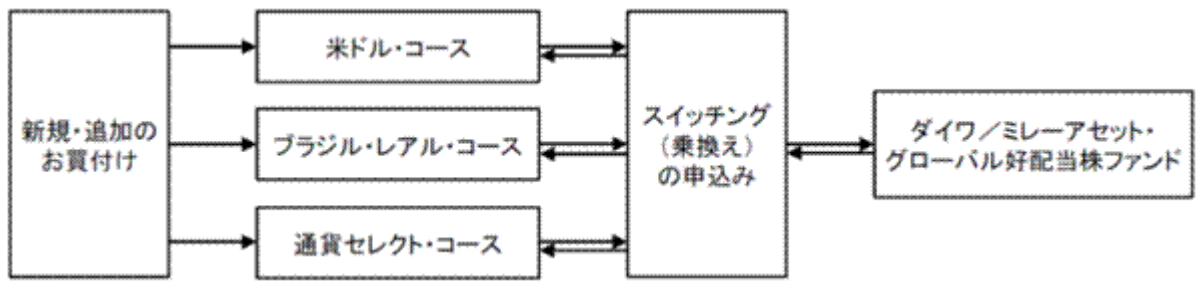 新規・追加の
お買付け
米ドル・コース
ブラジル・レアル・コース
通貨セレクト・コース
スイッチング
(乗換え)
の申込み
ダイワ/ミレーアセット・
グローバル好配当株ファンド